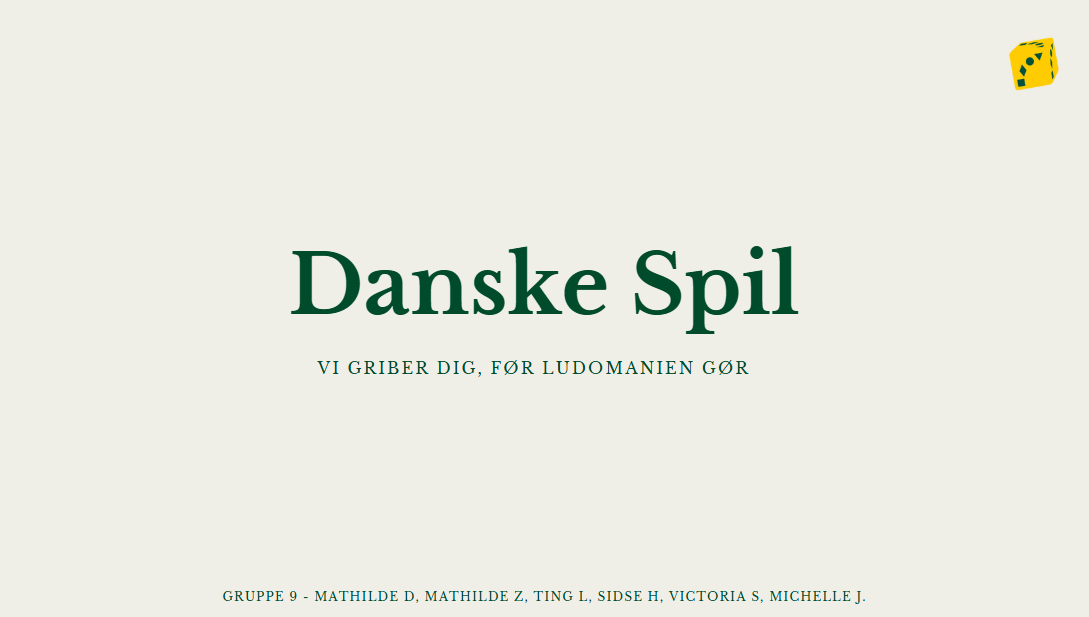 Danske Spil
VI GRIBER DIG, FØR LUDOMANIEN GØR
GRUPPE 9 - MATHILDE D, MATHILDE Z, TING L, SIDSE H, VICTORIA S, MICHELLE J.